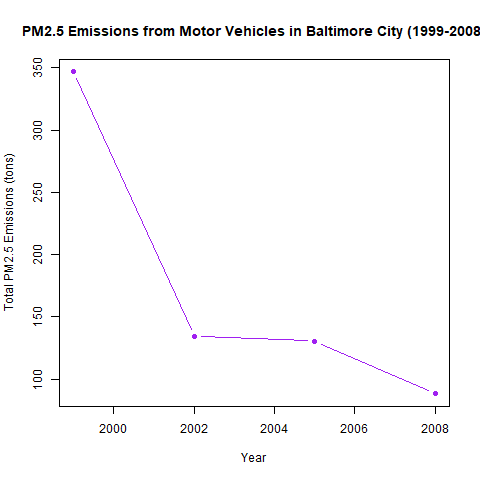 PM2.5 Emissions from Motor Vehicles in Baltimore City (1999-2008
Total PM2.5 Emissions (tons)
350
300
250
200
150
100
2000 2002 2004 2006 2008
Year